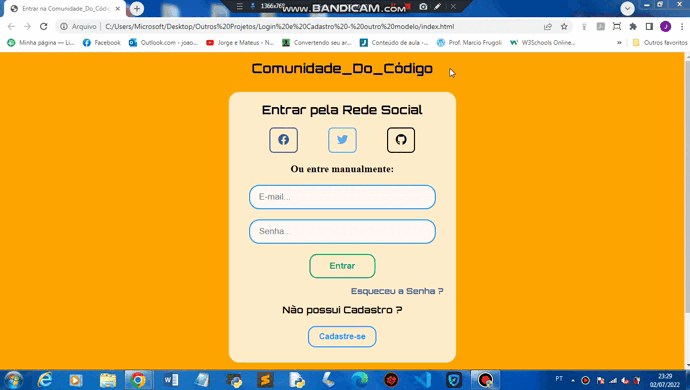 1366x768
www.BANDICAM.com
Entrar na Comunidade_Do_Códig
Arquivo | C:/Users/Microsoft/Desktop/Outros%20Projetos/Login%20e%20Cadastro%20-%20outro%20modelo/index.html
Minha página — Li...
Facebook
Outlook.com - joao...
Jorge e Mateus - N...
Convertendo seu ar...
Conteúdo de aula -...
Prof. Marcio Frugoli
W3Schools Online...
»
Outros favoritos
Comunidade_Do_Código
Entrar pela Rede Social
Ou entre manualmente:
E-mail...
Senha...
Entrar
Esqueceu a Senha ?
Não possui Cadastro ?
Cadastre-se
PT
23:29
02/07/2022